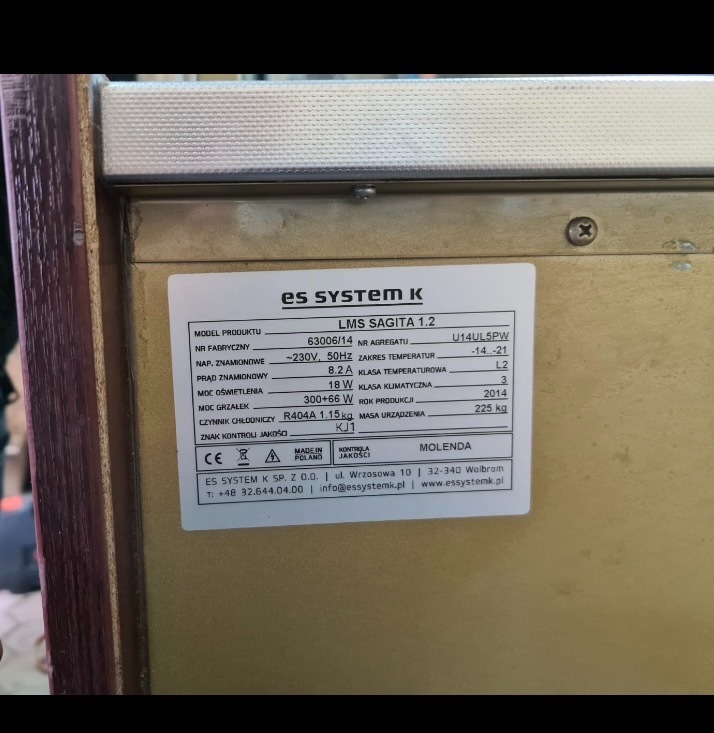 es system k
MODEL PRODUKTU LMS SAGITA 1.2
NR FABRYCZNY 63006/14 NR AGREGATU U14UL5PW
NAP. ZNAMIONOWE ~230V, 50Hz ZAKRES TEMPERATUR -14..-21
PRĄD ZNAMIONOWY 8.2 A KLASA TEMPERATUROWA L2
MOC OŚWIETLENIA 18 W KLASA KLIMATYCZNA 3
MOC GRZAŁEK 300+66 W ROK PRODUKCJI 2014
CZYNNIK CHŁODNICZY R404A 1.15kg MASA URZĄDZENIA 225 kg
ZNAK KONTROLI JAKOŚCI KJ1
CE MADE IN POLAND KONTROLA JAKOŚCI MOLENDA
ES SYSTEM K SP. Z O.O. | ul. Wrzosowa 10 | 32-340 Wolbrom
T: +48 32.644.04.00 | info@essystemk.pl | www.essystemk.pl